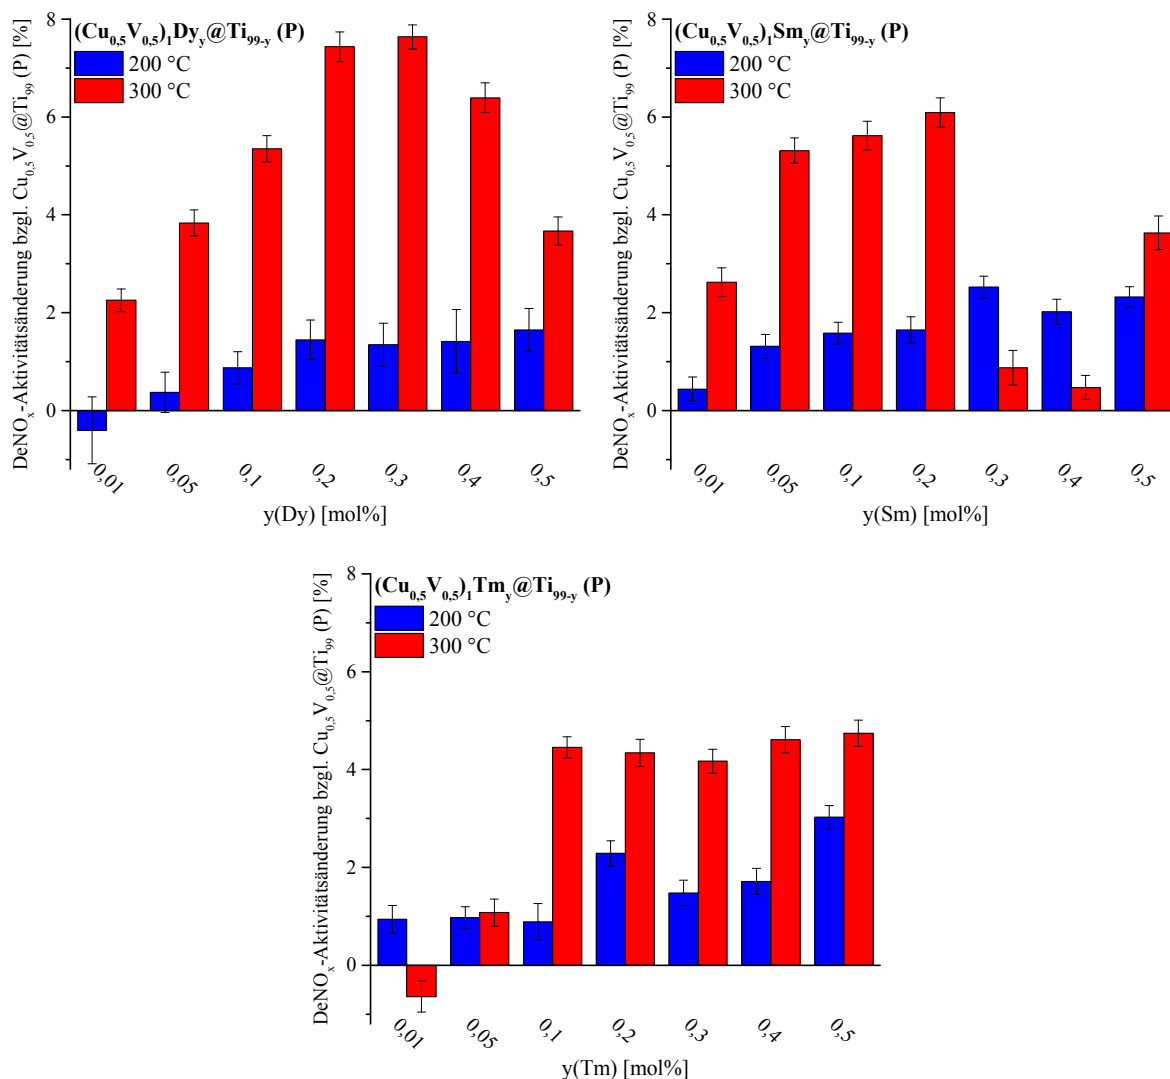 (Cu0,5V0,5)1Dyy@Ti99-y (P)
200 °C
300 °C
DeNOx-Aktivitätsänderung bzgl. Cu0,5V0,5@Ti99 (P) [%]
8
6
4
2
0
0,01 0,05 0,1 0,2 0,3 0,4 0,5
y(Dy) [mol%]
(Cu0,5V0,5)1Smy@Ti99-y (P)
200 °C
300 °C
DeNOx-Aktivitätsänderung bzgl. Cu0,5V0,5@Ti99 (P) [%]
8
6
4
2
0
0,01 0,05 0,1 0,2 0,3 0,4 0,5
y(Sm) [mol%]
(Cu0,5V0,5)1Tmy@Ti99-y (P)
200 °C
300 °C
DeNOx-Aktivitätsänderung bzgl. Cu0,5V0,5@Ti99 (P) [%]
8
6
4
2
0
0,01 0,05 0,1 0,2 0,3 0,4 0,5
y(Tm) [mol%]